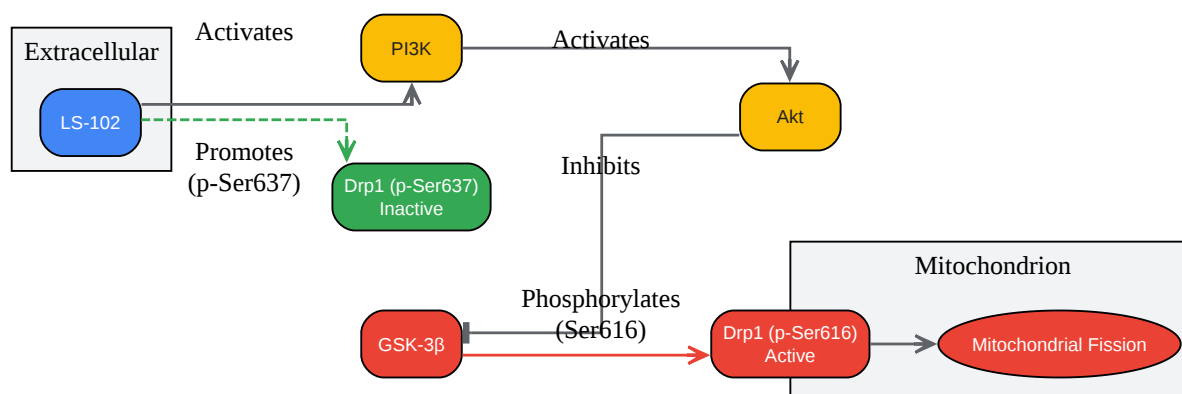 Activates
PI3K
Activates
Extracellular
LS-102
Akt
Promotes
(p-Ser637)
Inhibits
Drp1 (p-Ser637)
Inactive
Mitochondrion
Phosphorylates
(Ser616)
GSK-3β
Drp1 (p-Ser616)
Active
Mitochondrial Fission